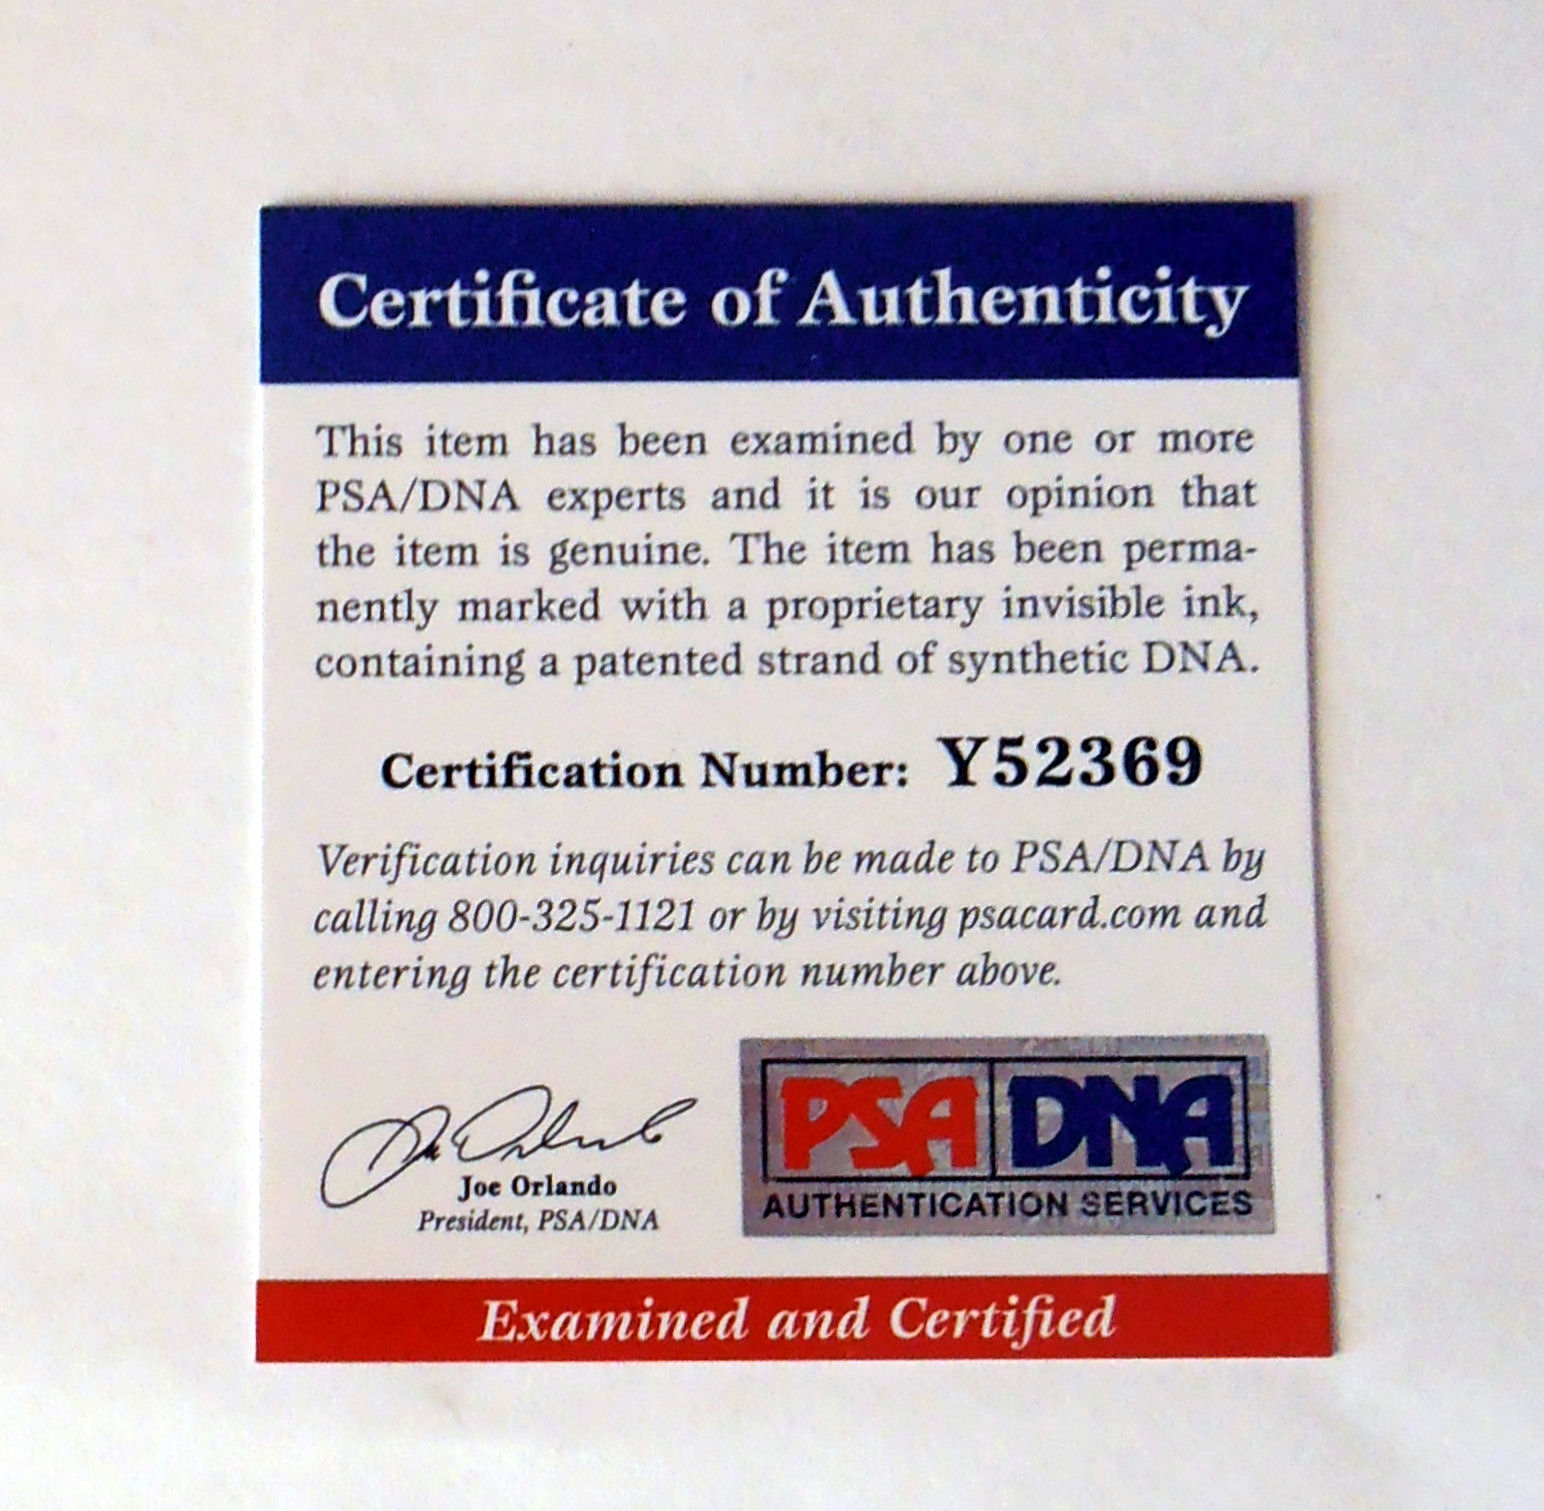 Certificate of Authenticity
This item has been examined by one or more
PSA/DNA experts and it is our opinion that
the item is genuine. The item has been perma-
nently marked with a proprietary invisible ink,
containing a patented strand of synthetic DNA.
Certification Number: Y52369
Verification inquiries can be made to PSA/DNA by
calling 800-325-1121 or by visiting psacard.com and
entering the certification number above.
Joe Orlando
President, PSA/DNA
PSA DNA
AUTHENTICATION SERVICES
Examined and Certified